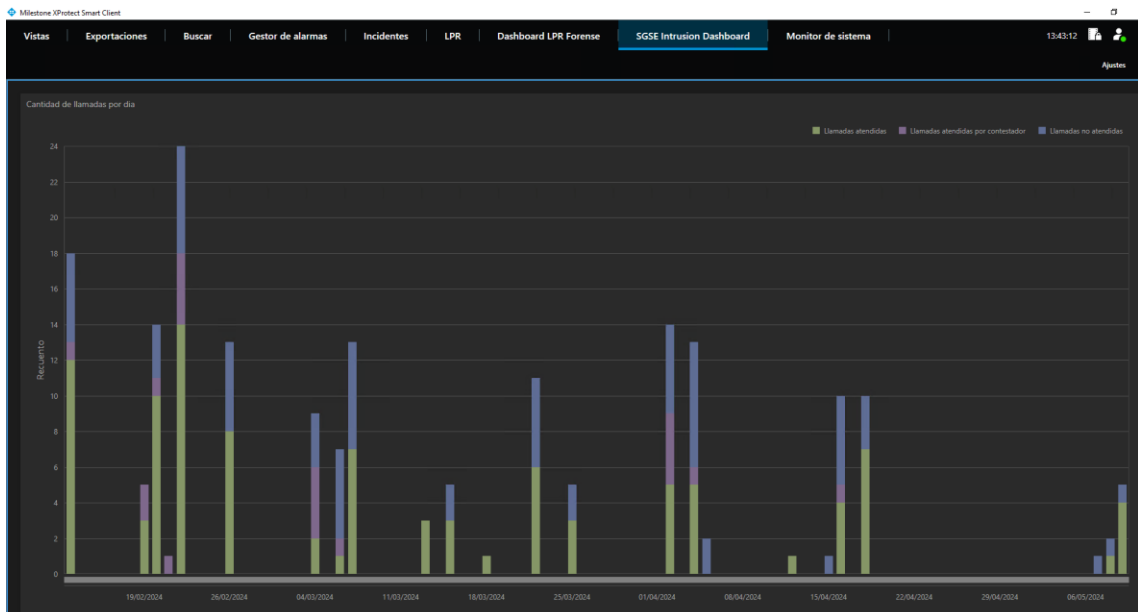 Milestone XProtect Smart Client
Vistas Exportaciones Buscar Gestor de alarmas Incidentes LPR Dashboard LPR Forense SGSE Intrusion Dashboard Monitor de sistema 13:43:12
Ajustes
Cantidad de llamadas por dia
Llamadas atendidas Llamadas atendidas por contestador Llamadas no atendidas
24
22
20
18
16
14
12
10
8
6
4
2
0
Recuento
19/02/2024 26/02/2024 04/03/2024 11/03/2024 18/03/2024 25/03/2024 01/04/2024 08/04/2024 15/04/2024 22/04/2024 29/04/2024 06/05/2024